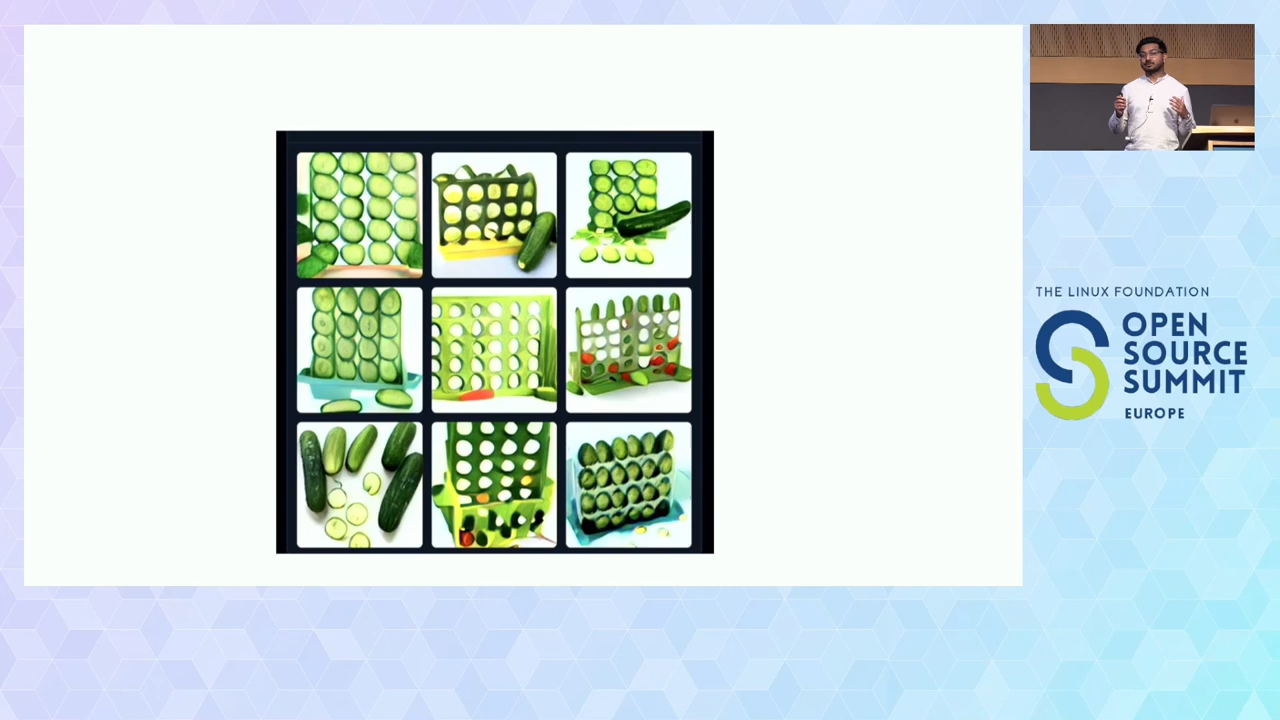 THE LINUX FOUNDATION
OPEN
SOURCE
SUMMIT
EUROPE